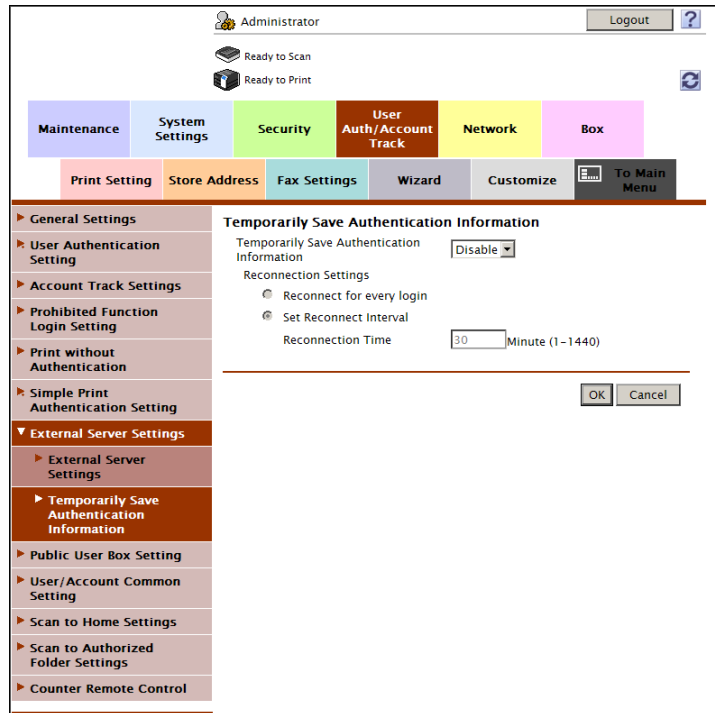 Administrator
Logout
?
Ready to Scan
Ready to Print
Maintenance
System
Settings
Security
User
Auth/Account
Track
Network
Box
Print Setting
Store Address
Fax Settings
Wizard
Customize
To Main
Menu
General Settings
User Authentication
Setting
Account Track Settings
Prohibited Function
Login Setting
Print without
Authentication
Simple Print
Authentication Setting
External Server Settings
External Server
Settings
Temporarily Save
Authentication
Information
Public User Box Setting
User/Account Common
Setting
Scan to Home Settings
Scan to Authorized
Folder Settings
Counter Remote Control
Temporarily Save Authentication Information
Temporarily Save Authentication
Information
Disable
Reconnection Settings
Reconnect for every login
Set Reconnect Interval
Reconnection Time
30
Minute (1-1440)
OK
Cancel